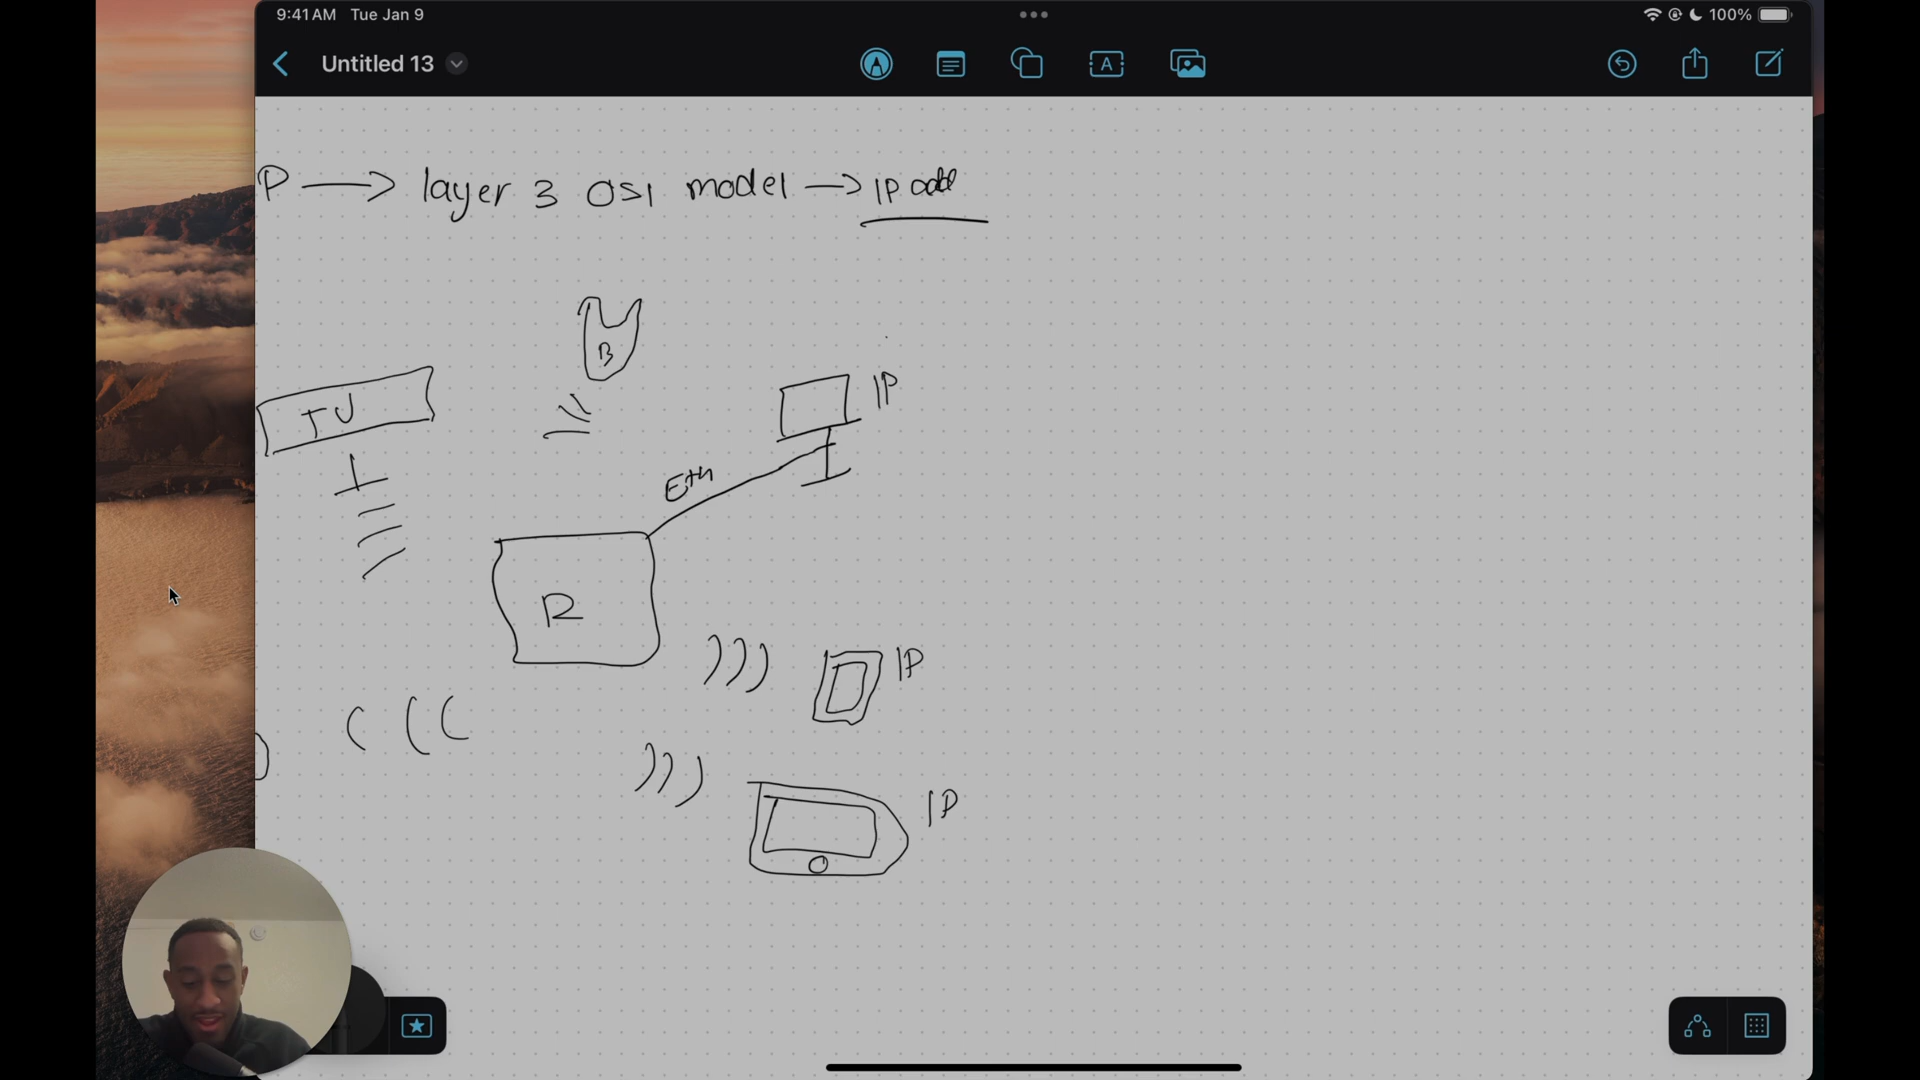 9:41 AM Tue Jan 9
100%
Untitled 13
A
P → layer 3 OSI model → IP add
B
TV
IP
Eth
R
IP
IP